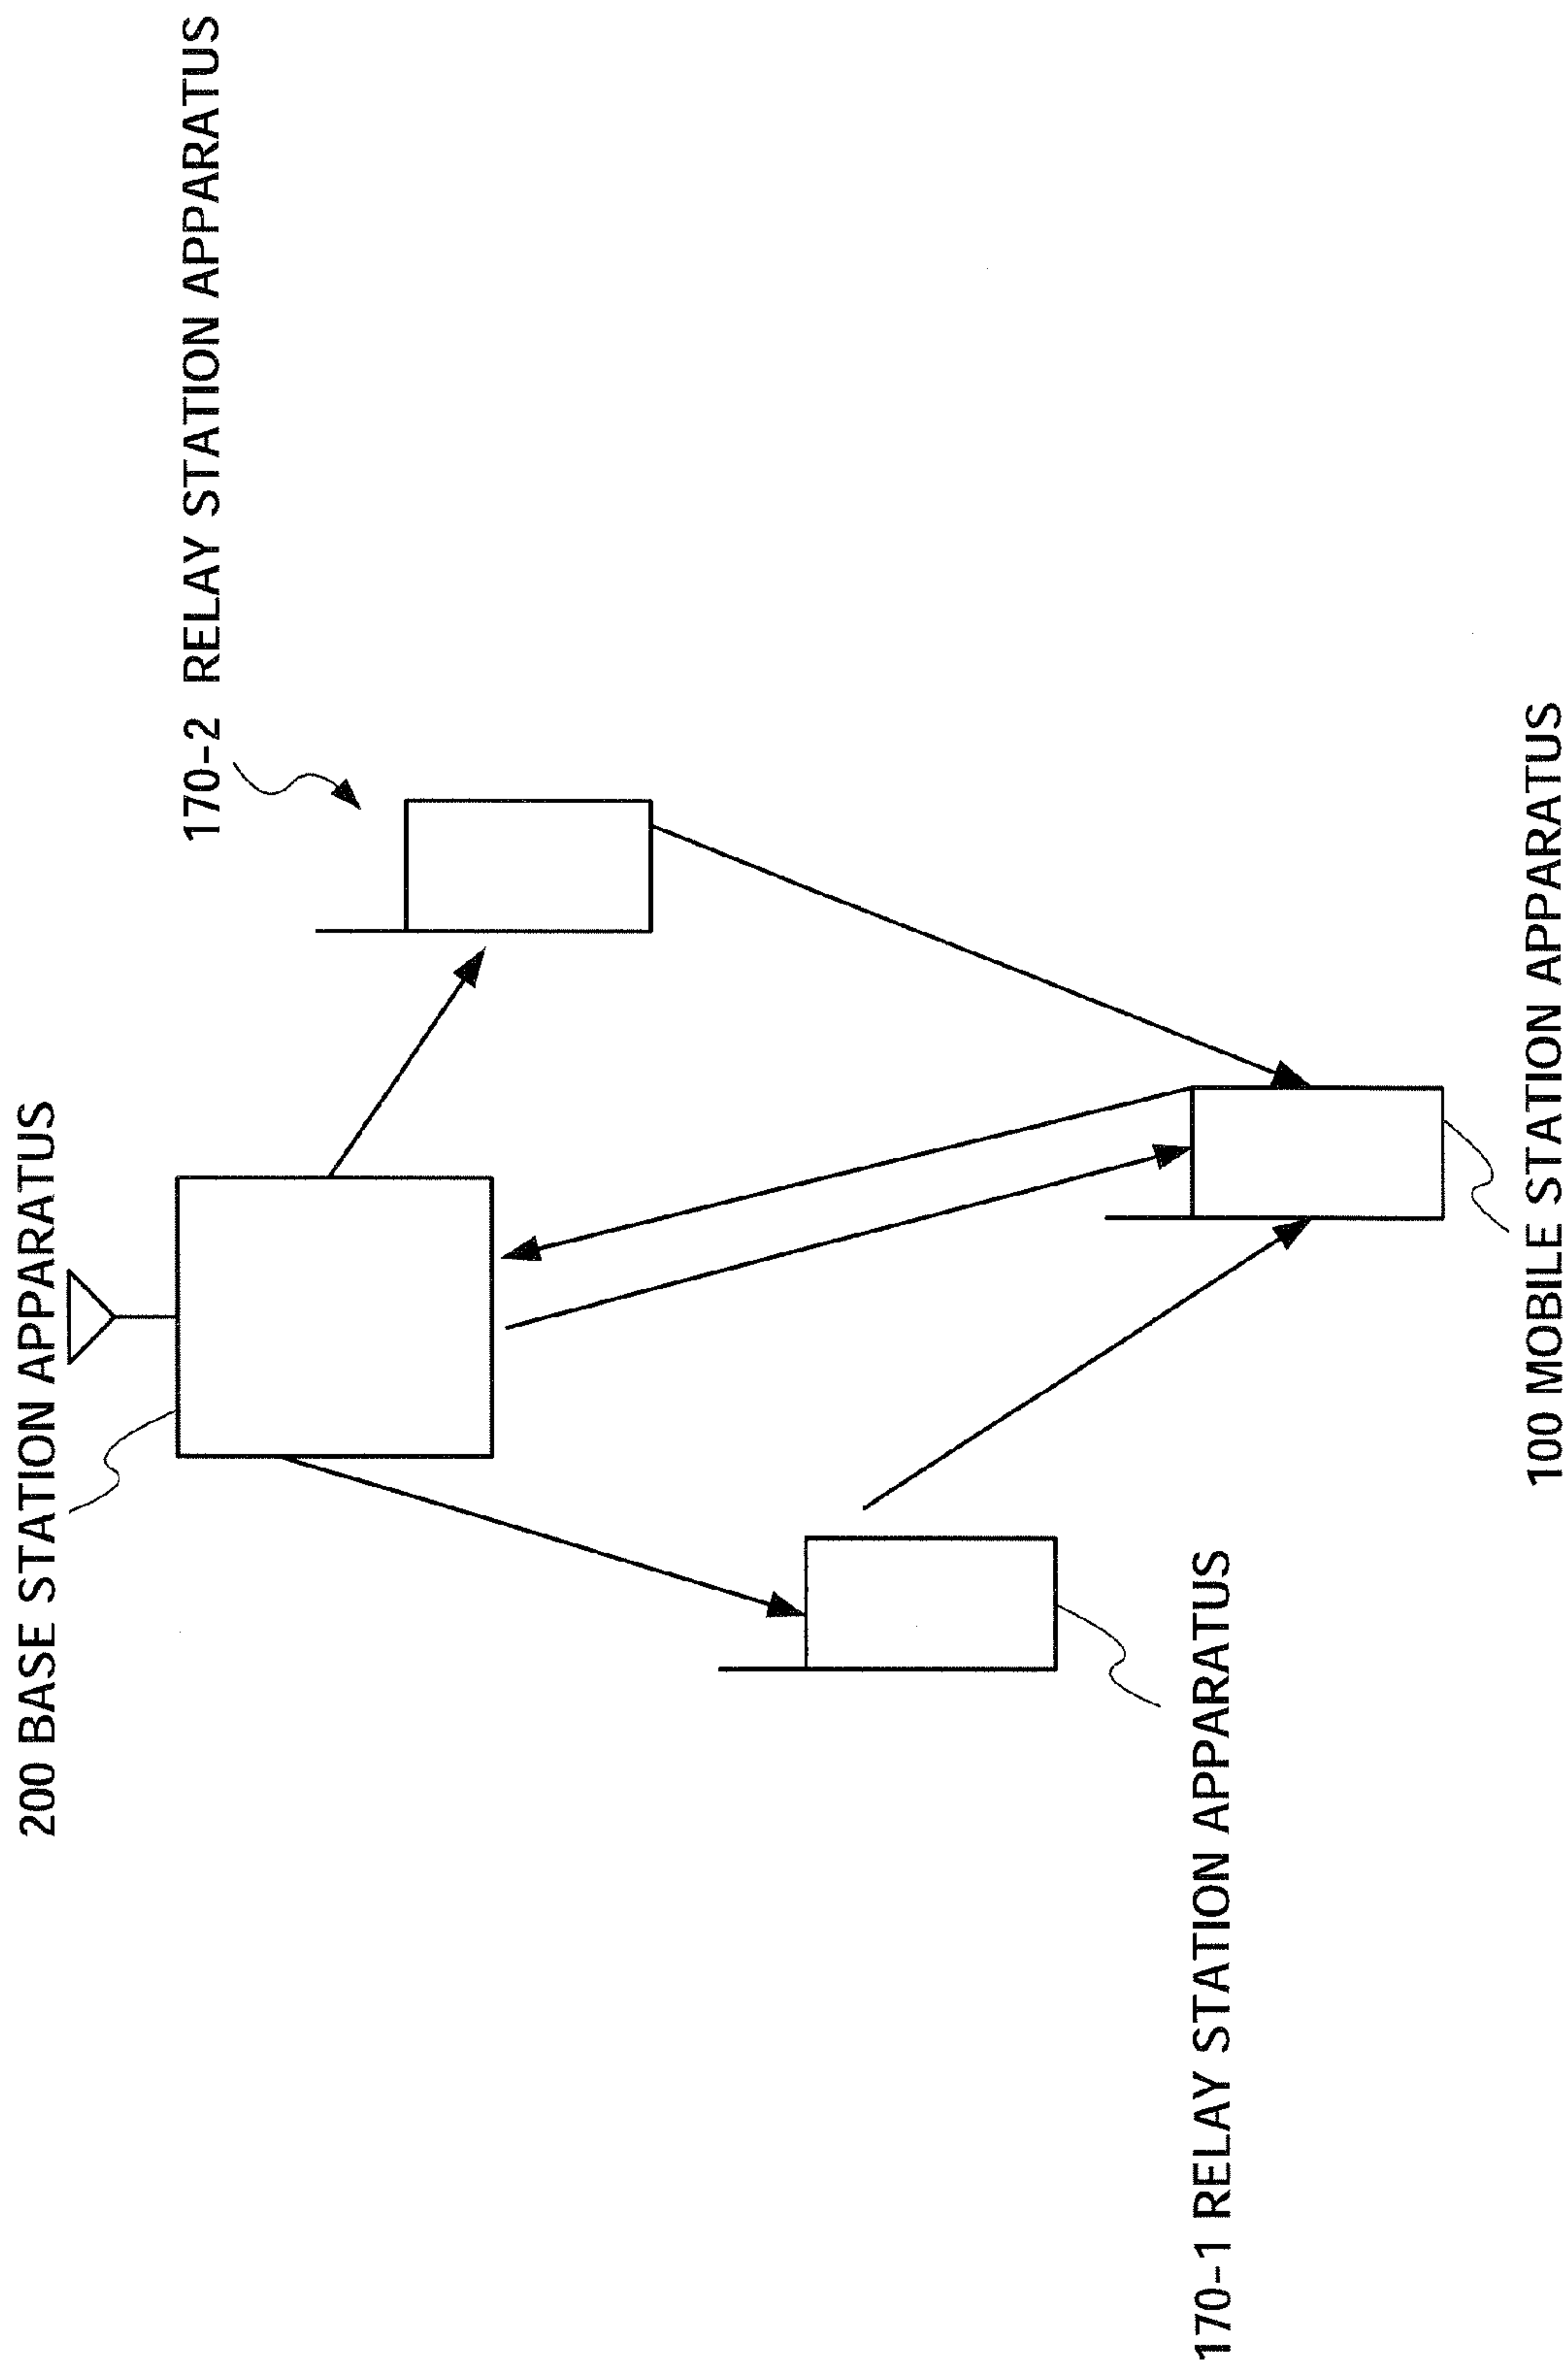 200 BASE STATION APPARATUS
170-2 RELAY STATION APPARATUS
170-1 RELAY STATION APPARATUS
100 MOBILE STATION APPARATUS